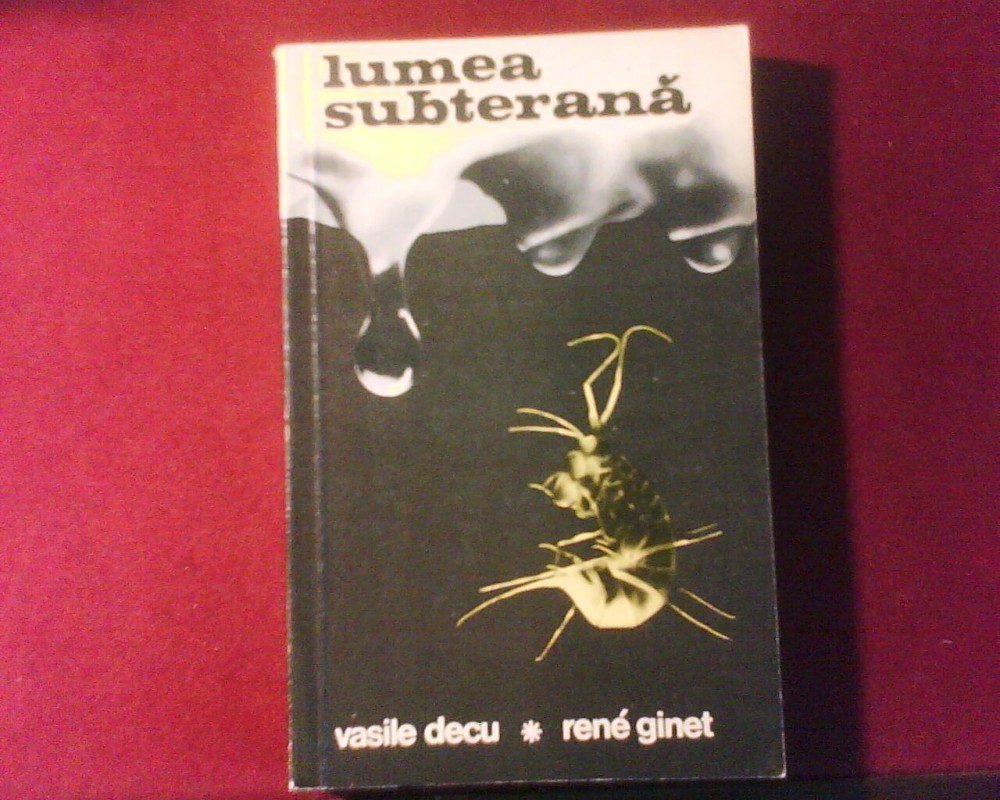 lumea
subterană
vasile decu * rené ginet